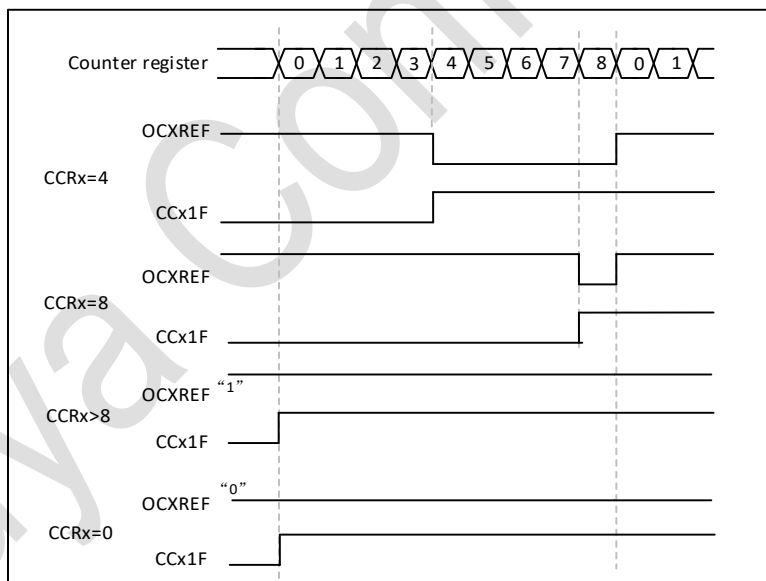 Counter register 0 1 2 3 4 5 6 7 8 0 1
OCXREF
CCRx=4
CCx1F
OCXREF
CCRx=8
CCx1F
OCXREF “1”
CCRx>8
CCx1F
OCXREF “0”
CCRx=0
CCx1F